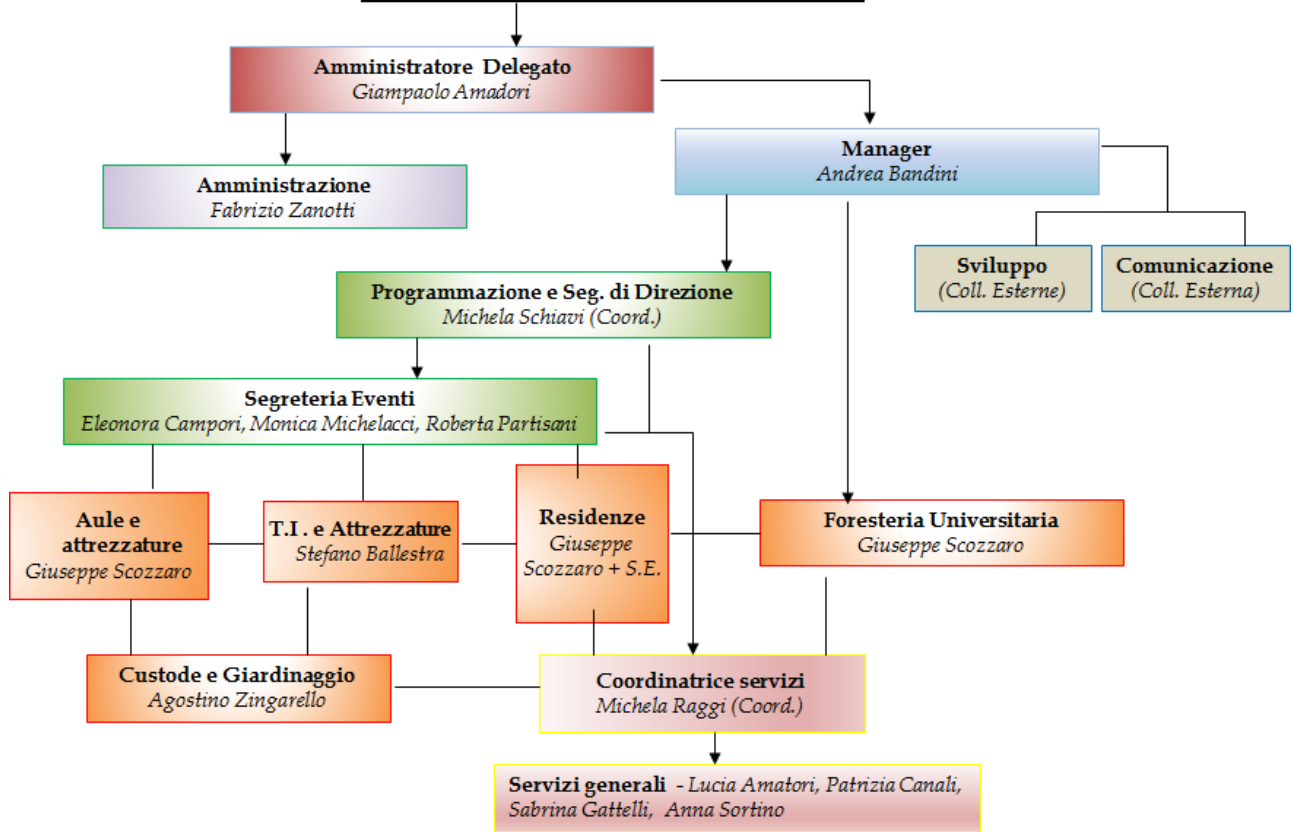 Amministratore Delegato
Giampaolo Amadori
Manager
Andrea Bandini
Amministrazione
Fabrizio Zanotti
Sviluppo
(Coll. Esterne)
Comunicazione
(Coll. Esterna)
Programmazione e Seg. di Direzione
Michela Schiavi (Coord.)
Segreteria Eventi
Eleonora Campori, Monica Michelacci, Roberta Partisani
Aule e
attrezzature
Giuseppe Scozzaro
T.I . e Attrezzature
Stefano Ballestra
Residenze
Giuseppe
Scozzaro + S.E.
Foresteria Universitaria
Giuseppe Scozzaro
Custode e Giardinaggio
Agostino Zingarello
Coordinatrice servizi
Michela Raggi (Coord.)
Servizi generali - Lucia Amatori, Patrizia Canali,
Sabrina Gattelli, Anna Sortino